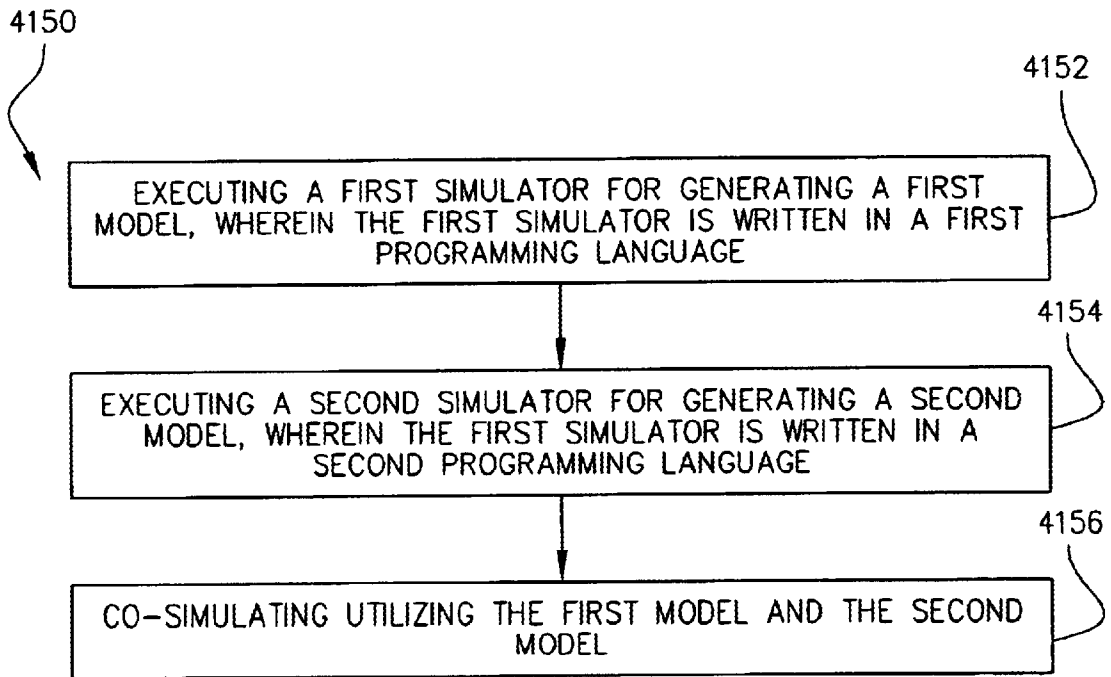 4150
4152
EXECUTING A FIRST SIMULATOR FOR GENERATING A FIRST
MODEL, WHEREIN THE FIRST SIMULATOR IS WRITTEN IN A FIRST
PROGRAMMING LANGUAGE
4154
EXECUTING A SECOND SIMULATOR FOR GENERATING A SECOND
MODEL, WHEREIN THE FIRST SIMULATOR IS WRITTEN IN A
SECOND PROGRAMMING LANGUAGE
4156
CO-SIMULATING UTILIZING THE FIRST MODEL AND THE SECOND
MODEL